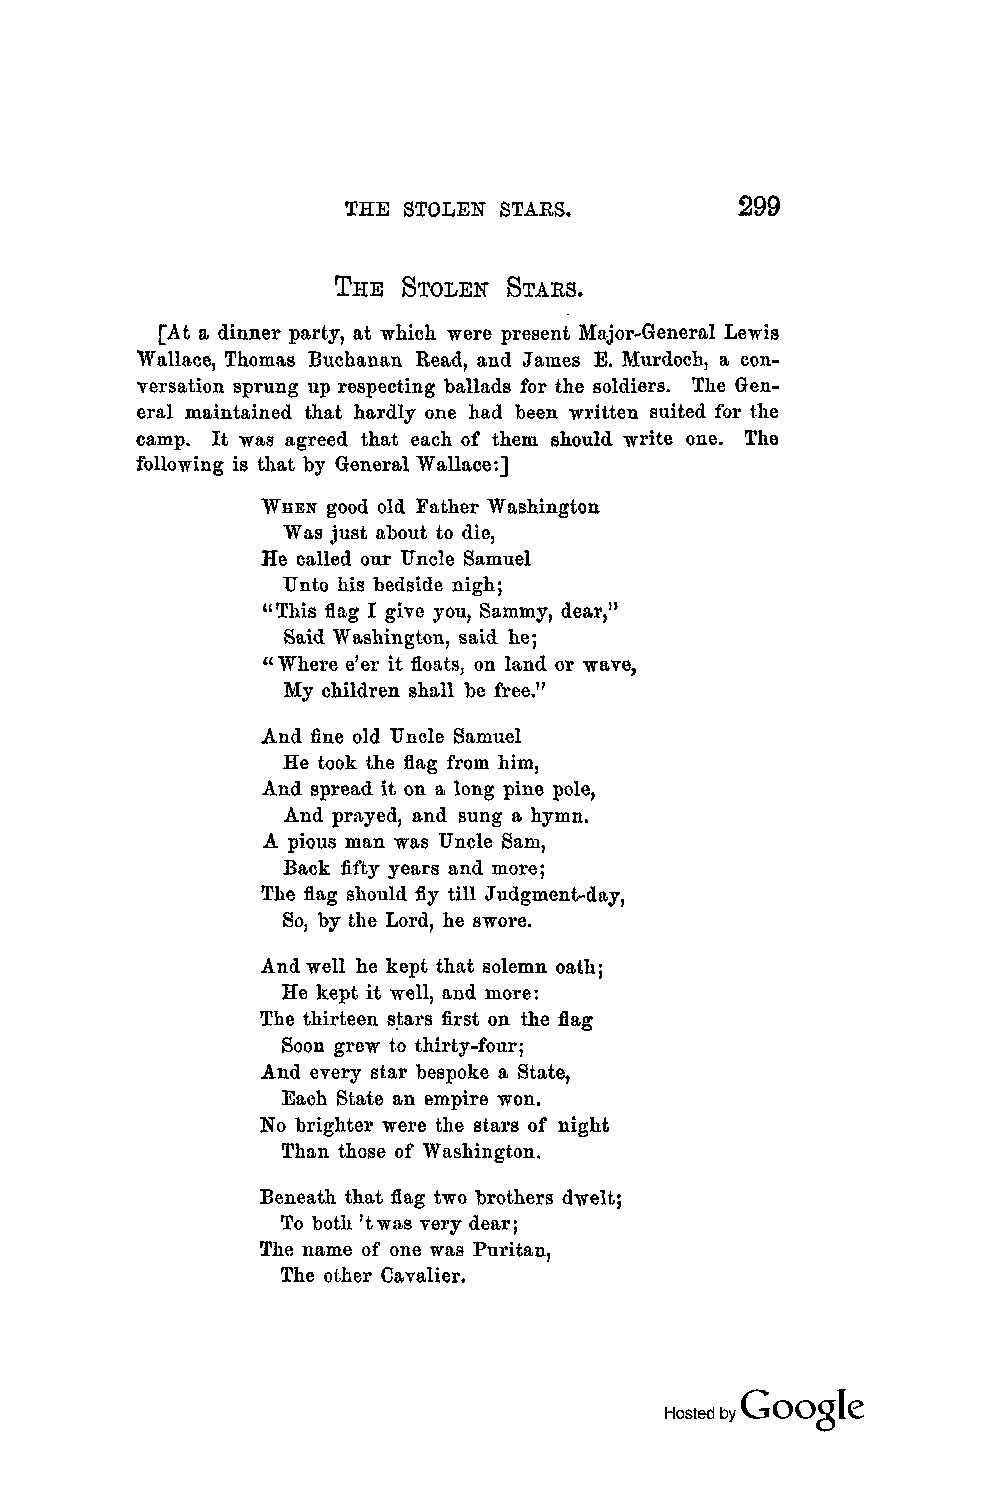 THE STOLEN STARS. 299
THE STOLEN STARS.
[At a dinner party, at which were present Major-General Lewis
Wallace, Thomas Buchanan Read, and James E. Murdoch, a con-
versation sprung up respecting ballads for the soldiers. The Gen-
eral maintained that hardly one had been written suited for the
camp. It was agreed that each of them should write one. The
following is that by General Wallace:]
WHEN good old Father Washington
Was just about to die,
He called our Uncle Samuel
Unto his bedside nigh;
"This flag I give you, Sammy, dear,"
Said Washington, said he;
"Where e'er it floats, on land or wave,
My children shall be free."
And fine old Uncle Samuel
He took the flag from him,
And spread it on a long pine pole,
And prayed, and sung a hymn.
A pious man was Uncle Sam,
Back fifty years and more;
The flag should fly till Judgment-day,
So, by the Lord, he swore.
And well he kept that solemn oath;
He kept it well, and more:
The thirteen stars first on the flag
Soon grew to thirty-four;
And every star bespoke a State,
Each State an empire won.
No brighter were the stars of night
Than those of Washington.
Beneath that flag two brothers dwelt;
To both 'twas very dear;
The name of one was Puritan,
The other Cavalier.
Hosted by Google